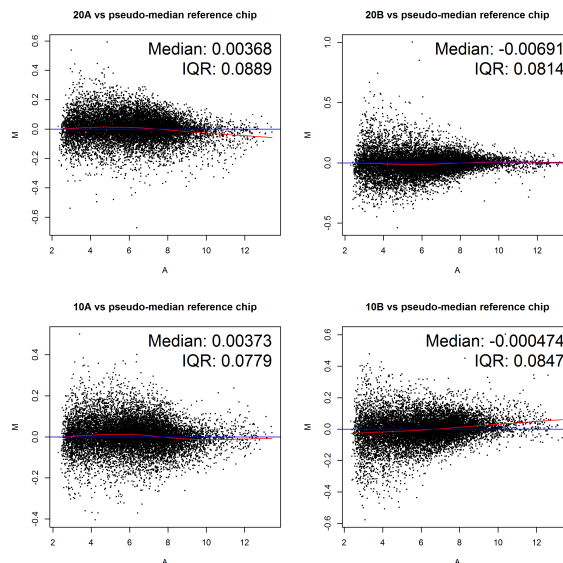 20A vs pseudo-median reference chip
Median: 0.00368
IQR: 0.0889
M
0.6
0.4
0.2
0.0
-0.2
-0.4
-0.6
2 4 6 8 10 12
A
20B vs pseudo-median reference chip
Median: -0.00691
IQR: 0.0814
M
1.0
0.5
0.0
-0.5
2 4 6 8 10 12
A
10A vs pseudo-median reference chip
Median: 0.00373
IQR: 0.0779
M
0.4
0.2
0.0
-0.2
-0.4
2 4 6 8 10 12
A
10B vs pseudo-median reference chip
Median: -0.000474
IQR: 0.0847
M
0.6
0.4
0.2
0.0
-0.2
-0.4
-0.6
2 4 6 8 10 12
A